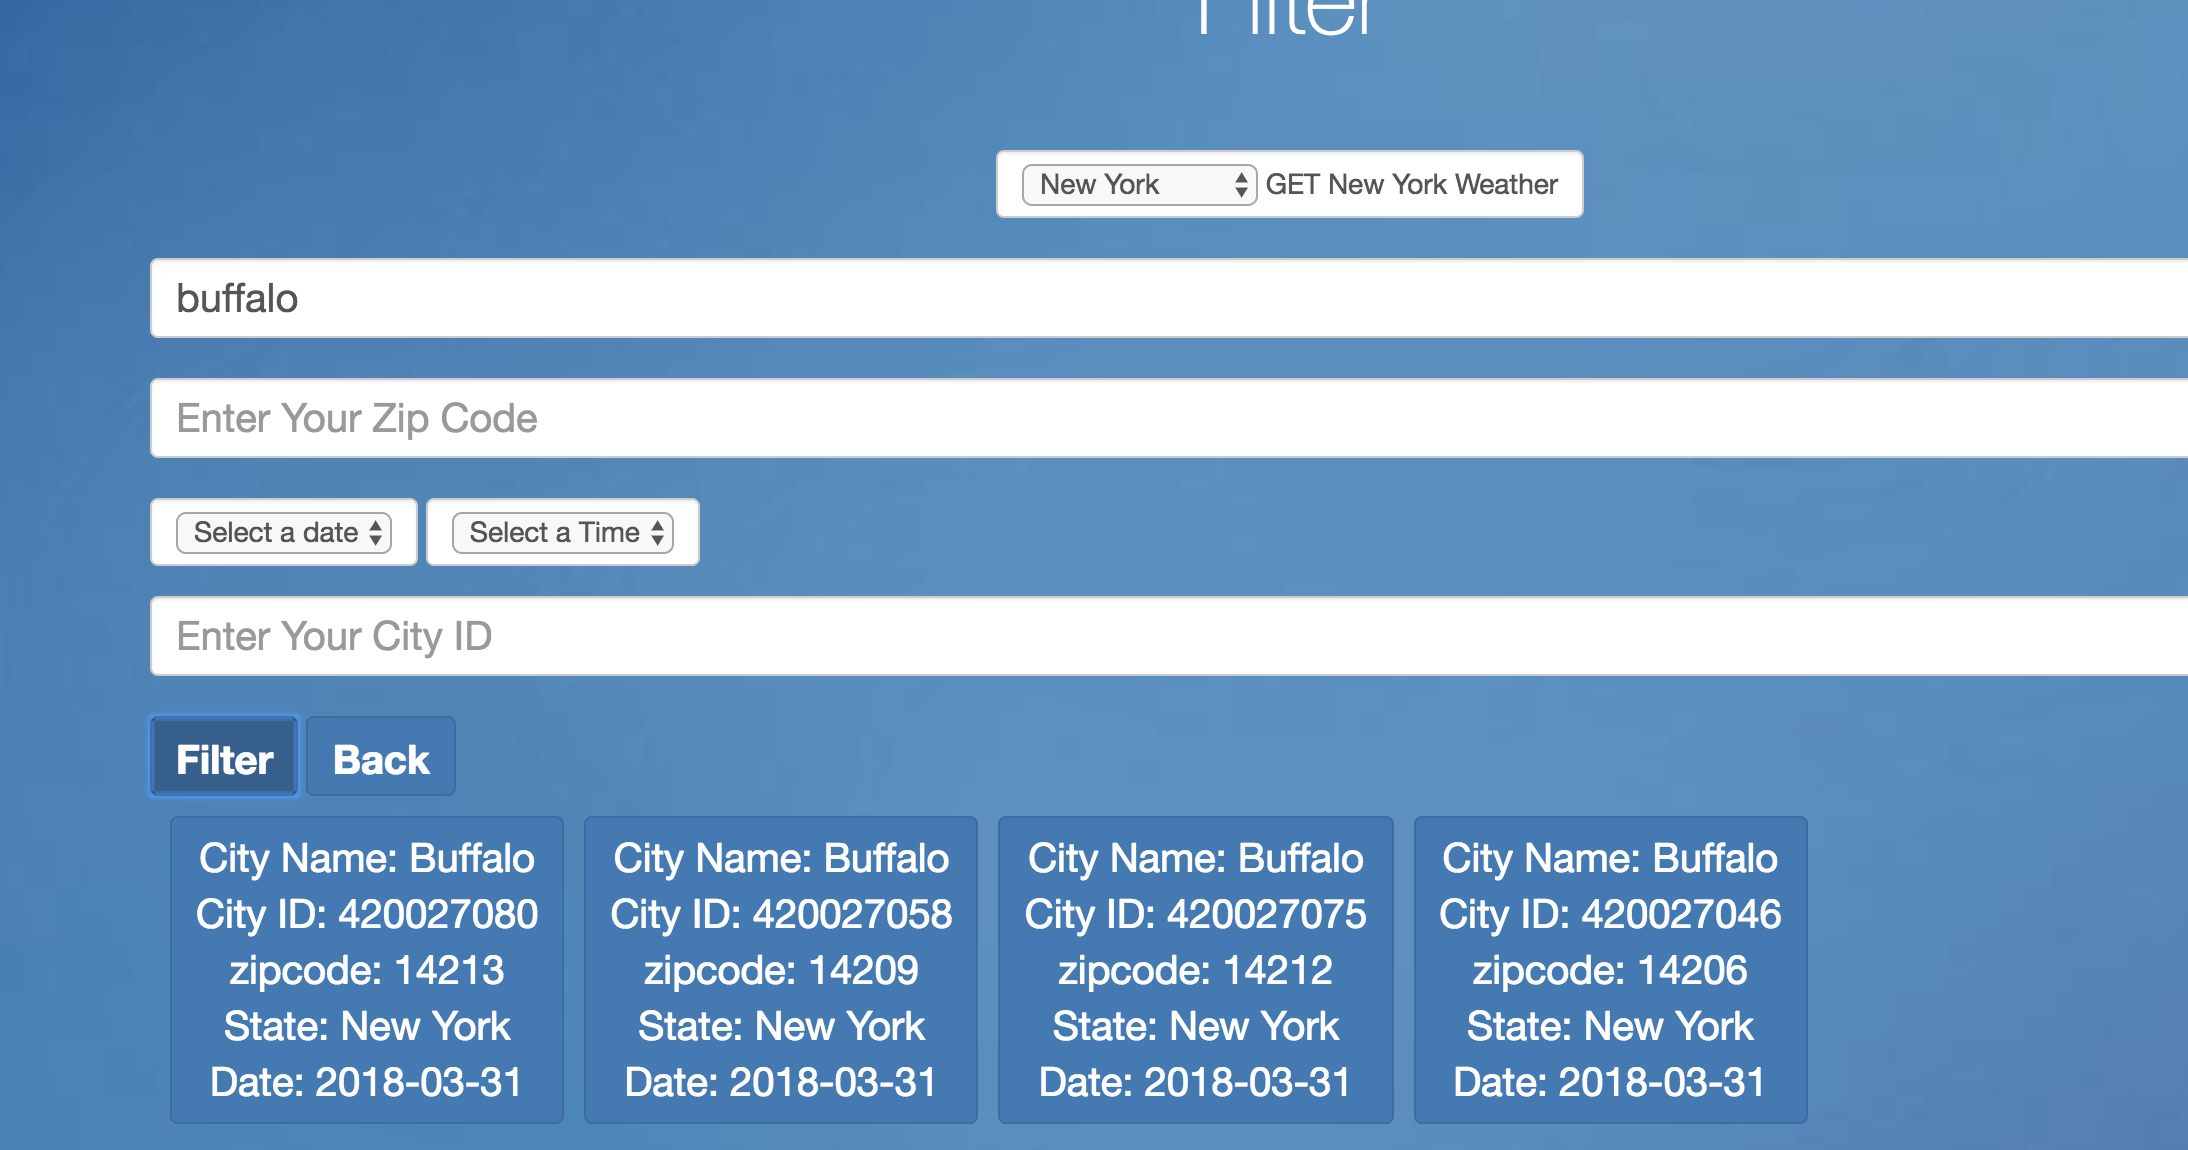 Filter
New York GET New York Weather
buffalo
Enter Your Zip Code
Select a date Select a Time
Enter Your City ID
Filter Back
City Name: Buffalo
City ID: 420027080
zipcode: 14213
State: New York
Date: 2018-03-31
City Name: Buffalo
City ID: 420027058
zipcode: 14209
State: New York
Date: 2018-03-31
City Name: Buffalo
City ID: 420027075
zipcode: 14212
State: New York
Date: 2018-03-31
City Name: Buffalo
City ID: 420027046
zipcode: 14206
State: New York
Date: 2018-03-31